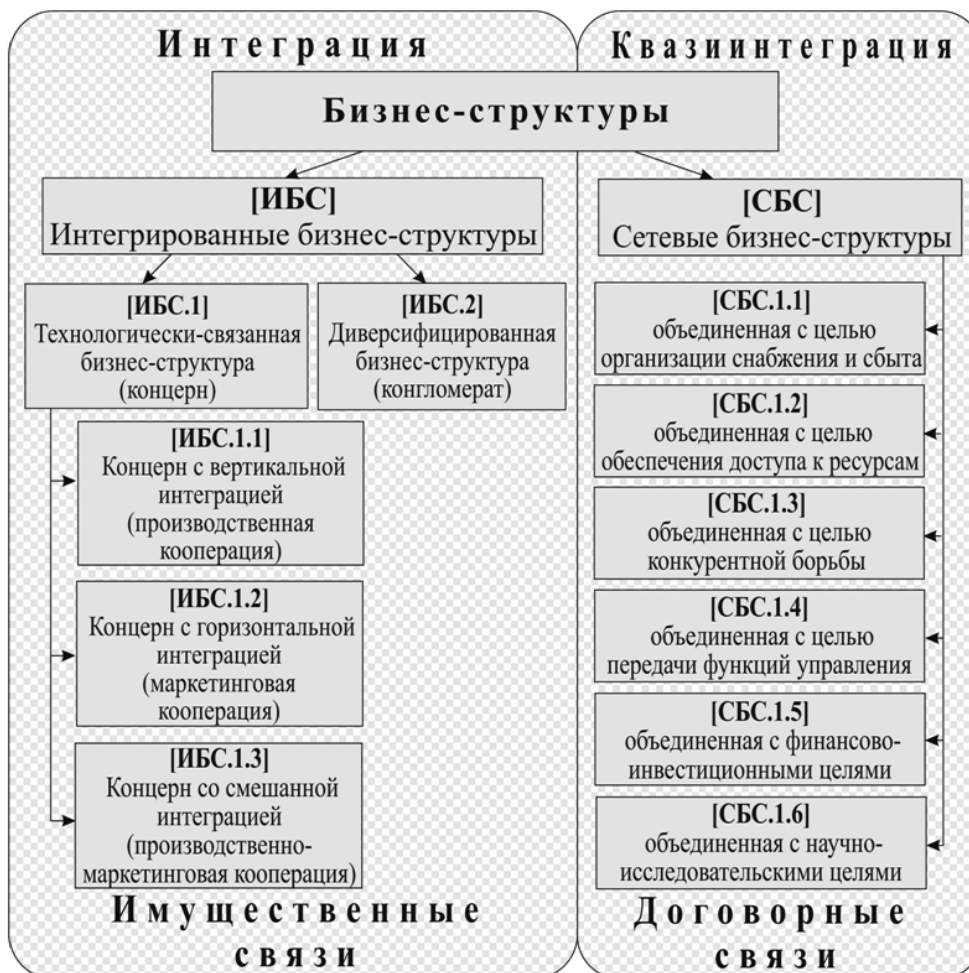 Интеграция
Квазиинтеграция
Бизнес-структуры
[ИБС]
Интегрированные бизнес-структуры
[СБС]
Сетевые бизнес-структуры
[ИБС.1]
Технологически-связанная
бизнес-структура
(концерн)
[ИБС.2]
Диверсифицированная
бизнес-структура
(конгломерат)
[ИБС.1.1]
Концерн с вертикальной
интеграцией
(производственная
кооперация)
[ИБС.1.2]
Концерн с горизонтальной
интеграцией
(маркетинговая
кооперация)
[ИБС.1.3]
Концерн со смешанной
интеграцией
(производственно-
маркетинговая кооперация)
[СБС.1.1]
объединенная с целью
организации снабжения и сбыта
[СБС.1.2]
объединенная с целью
обеспечения доступа к ресурсам
[СБС.1.3]
объединенная с целью
конкурентной борьбы
[СБС.1.4]
объединенная с целью
передачи функций управления
[СБС.1.5]
объединенная с финансово-
инвестиционными целями
[СБС.1.6]
объединенная с научно-
исследовательскими целями
Имущественные
связи
Договорные
связи